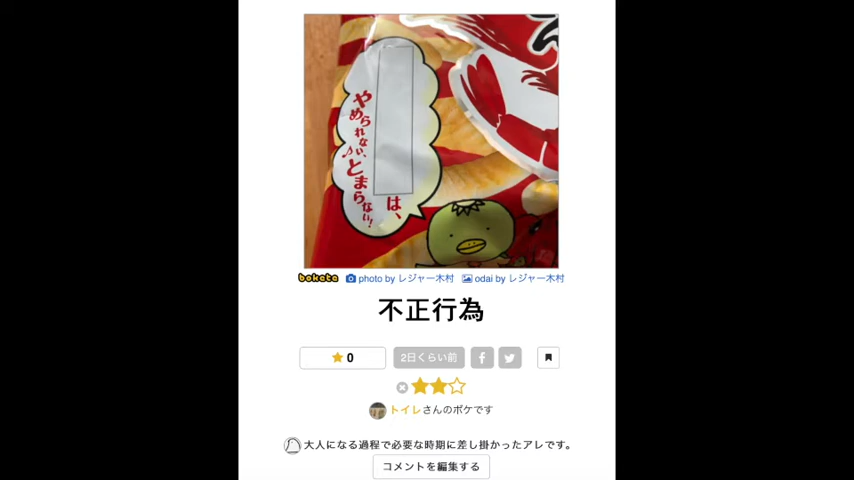 は、
やめられない、♪とまらない!
boketo photo by レジャー木村 odai by レジャー木村
不正行為
0
2日くらい前
トイレさんのボケです
大人になる過程で必要な時期に差し掛かったアレです。
コメントを編集する